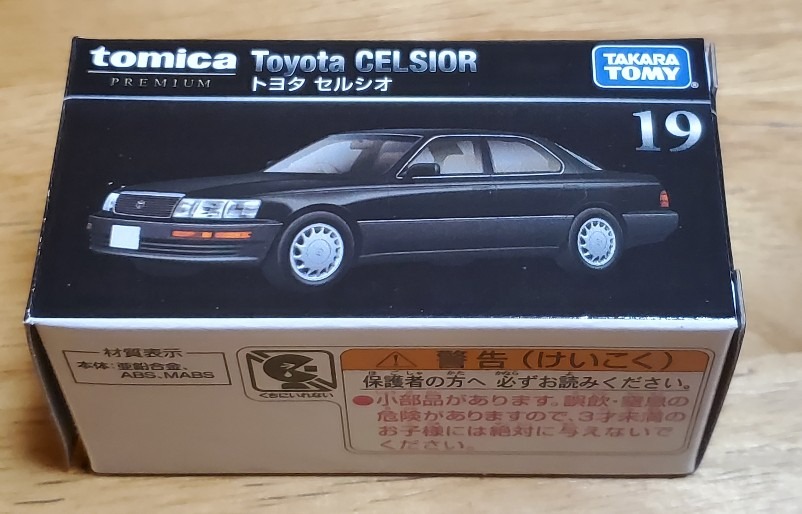 tomica
PREMIUM
Toyota CELSIOR
トヨタ セルシオ
TAKARA
TOMY
19
材質表示
本体:亜鉛合金、
ABS、MABS
くちにいれない
警告(けいこく)
保護者の方へ 必ずお読みください。
●小部品があります。誤飲・窒息の
危険がありますので、3才未満の
お子様には絶対に与えないで
ください。